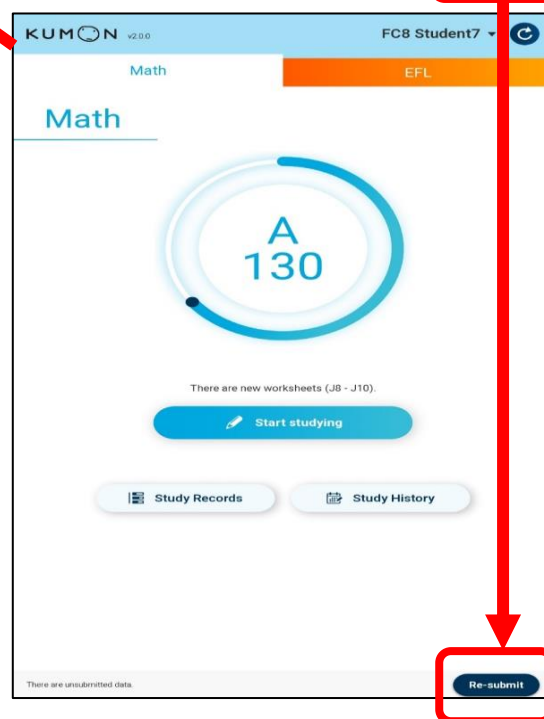 KUMON v2.0.0
FC8 Student7
Math
EFL
Math
A
130
There are new worksheets (J8 - J10).
Start studying
Study Records
Study History
There are unsubmitted data.
Re-submit